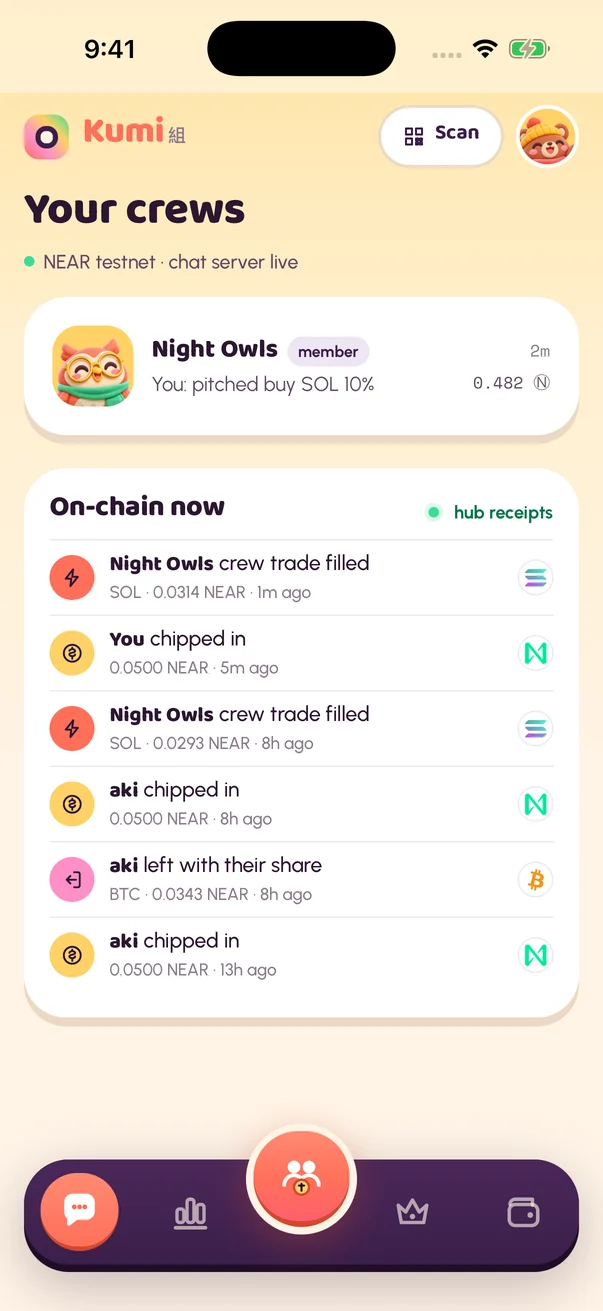 9:41
Kumi 組
Scan
Your crews
NEAR testnet · chat server live
Night Owls member 2m
You: pitched buy SOL 10% 0.482 Ⓝ
On-chain now hub receipts
Night Owls crew trade filled
SOL · 0.0314 NEAR · 1m ago
You chipped in
0.0500 NEAR · 5m ago
Night Owls crew trade filled
SOL · 0.0293 NEAR · 8h ago
aki chipped in
0.0500 NEAR · 8h ago
aki left with their share
BTC · 0.0343 NEAR · 8h ago
aki chipped in
0.0500 NEAR · 13h ago